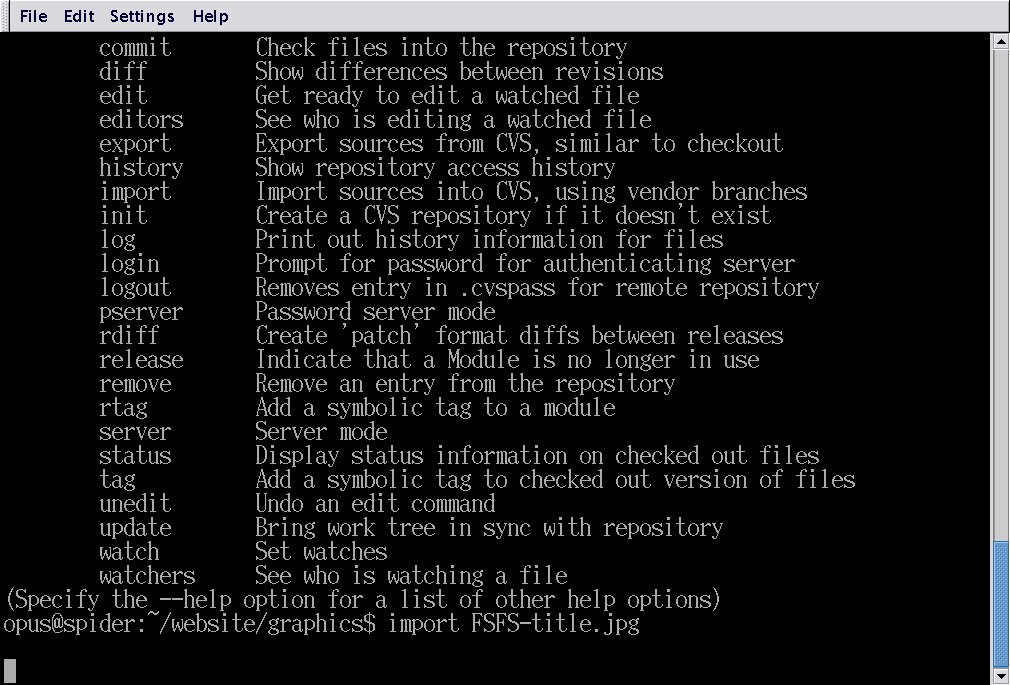 File Edit Settings Help
commit Check files into the repository
diff Show differences between revisions
edit Get ready to edit a watched file
editors See who is editing a watched file
export Export sources from CVS, similar to checkout
history Show repository access history
import Import sources into CVS, using vendor branches
init Create a CVS repository if it doesn't exist
log Print out history information for files
login Prompt for password for authenticating server
logout Removes entry in .cvspass for remote repository
pserver Password server mode
rdiff Create 'patch' format diffs between releases
release Indicate that a Module is no longer in use
remove Remove an entry from the repository
rtag Add a symbolic tag to a module
server Server mode
status Display status information on checked out files
tag Add a symbolic tag to checked out version of files
unedit Undo an edit command
update Bring work tree in sync with repository
watch Set watches
watchers See who is watching a file
(Specify the --help option for a list of other help options)
opus@spider:~/website/graphics$ import FSFS-title.jpg